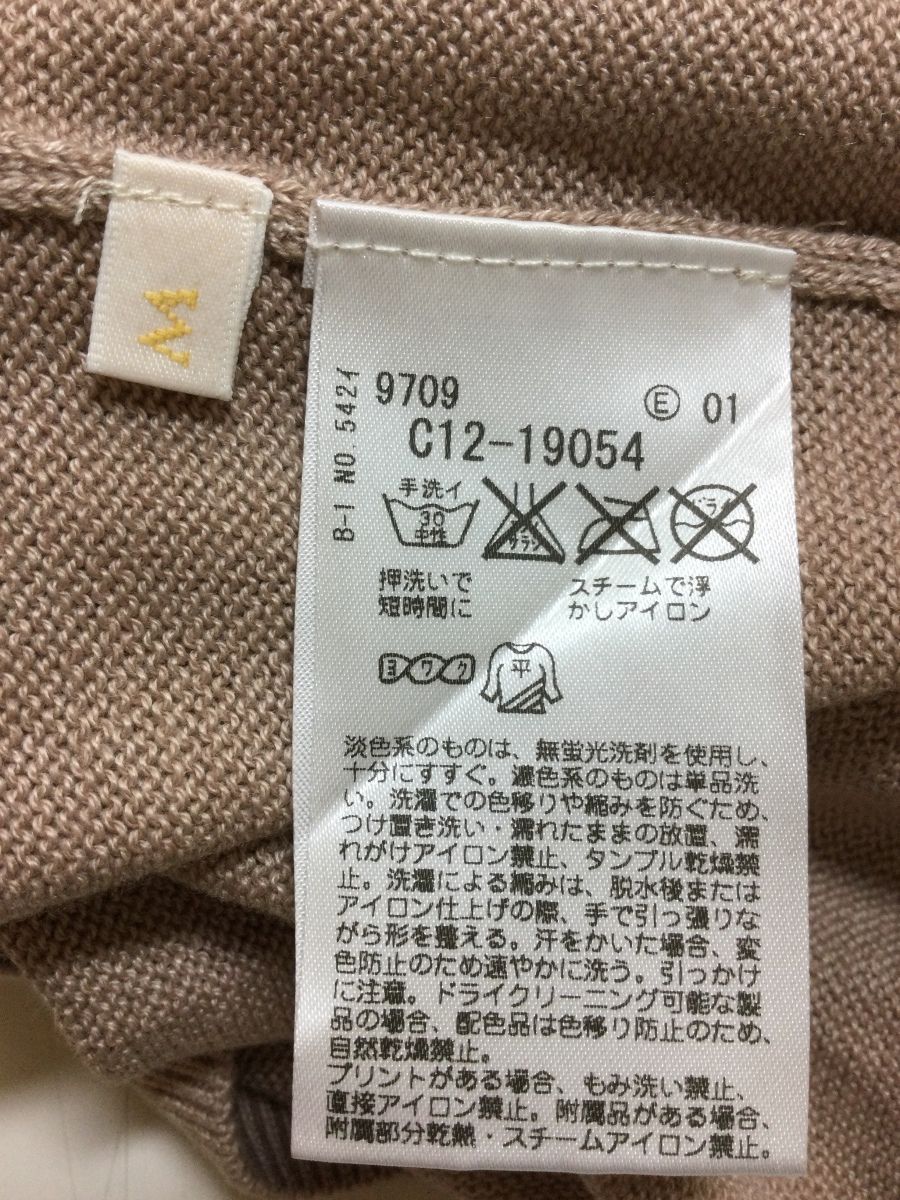 M
B-1 NO.5421
9709 Ⓔ 01
C12-19054
手洗イ
30
中性
サラシ
ドライ
押洗いで
短時間に
スチームで浮
かしアイロン
ヨワク
平
淡色系のものは、無蛍光洗剤を使用し、
十分にすすぐ。濃色系のものは単品洗
い。洗濯での色移りや縮みを防ぐため、
つけ置き洗い・濡れたままの放置、濡
れがけアイロン禁止、タンブル乾燥禁
止。洗濯による縮みは、脱水後または
アイロン仕上げの際、手で引っ張りな
がら形を整える。汗をかいた場合、変
色防止のため速やかに洗う。引っかけ
に注意。ドライクリーニング可能な製
品の場合、配色品は色移り防止のため、
自然乾燥禁止。
プリントがある場合、もみ洗い禁止、
直接アイロン禁止。附属品がある場合、
附属部分乾熱・スチームアイロン禁止。